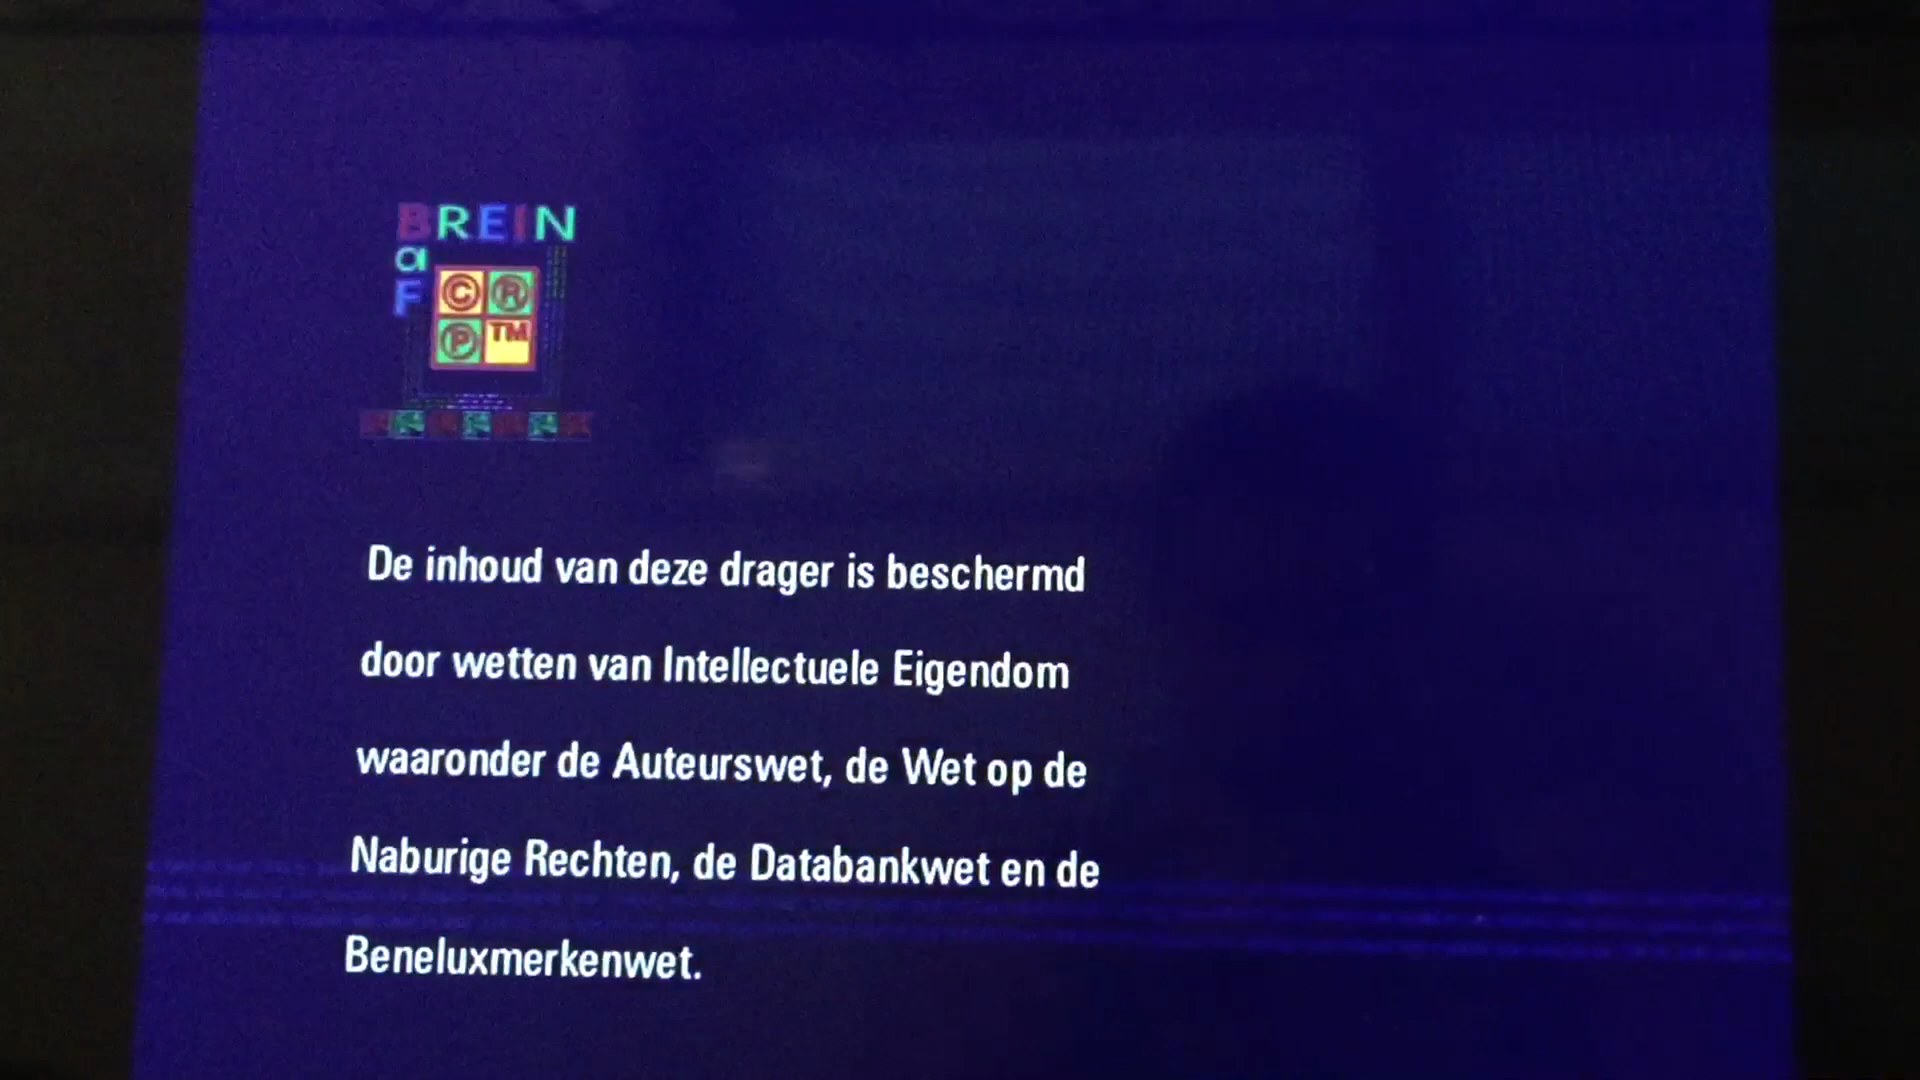 BREIN
a
F
© ®
℗ TM
De inhoud van deze drager is beschermd
door wetten van Intellectuele Eigendom
waaronder de Auteurswet, de Wet op de
Naburige Rechten, de Databankwet en de
Beneluxmerkenwet.